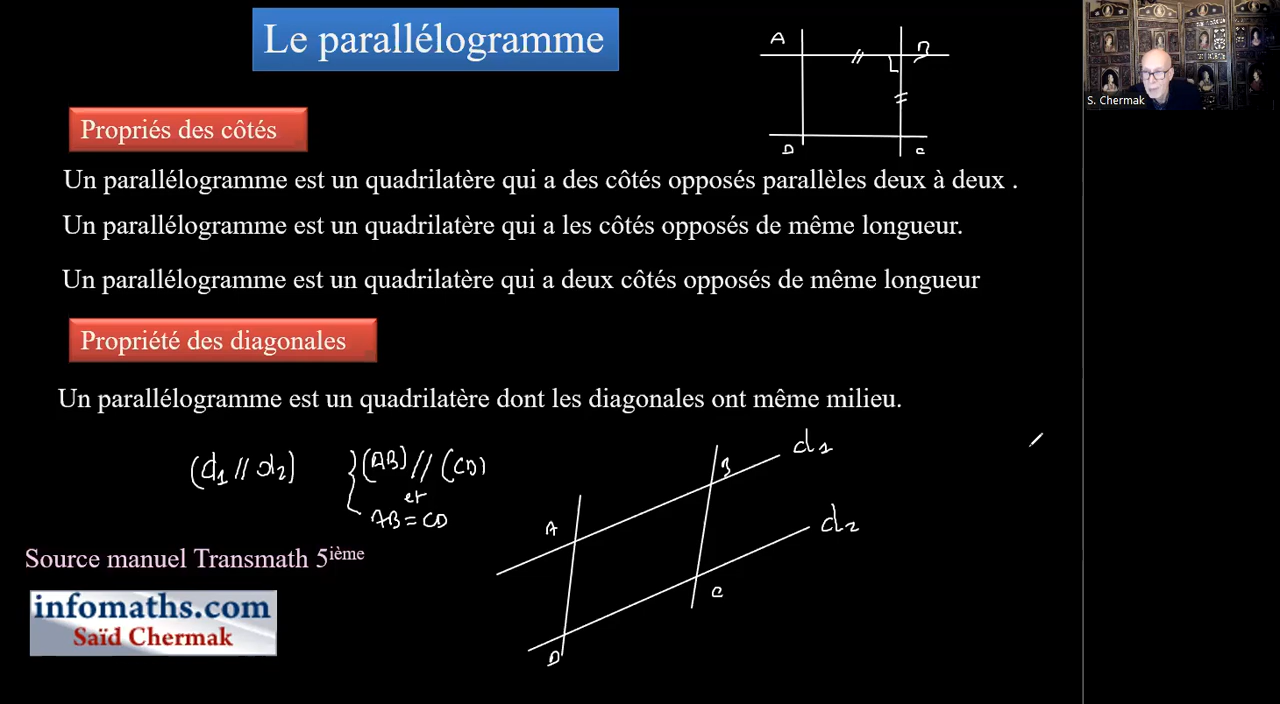 Le parallélogramme
A
B
D
C
S. Chermak
Propriés des côtés
Un parallélogramme est un quadrilatère qui a des côtés opposés parallèles deux à deux .
Un parallélogramme est un quadrilatère qui a les côtés opposés de même longueur.
Un parallélogramme est un quadrilatère qui a deux côtés opposés de même longueur
Propriété des diagonales
Un parallélogramme est un quadrilatère dont les diagonales ont même milieu.
(d1 // d2)
(AB) // (CD)
et
AB = CD
d1
B
A
d2
C
D
Source manuel Transmath 5ième
infomaths.com
Saïd Chermak